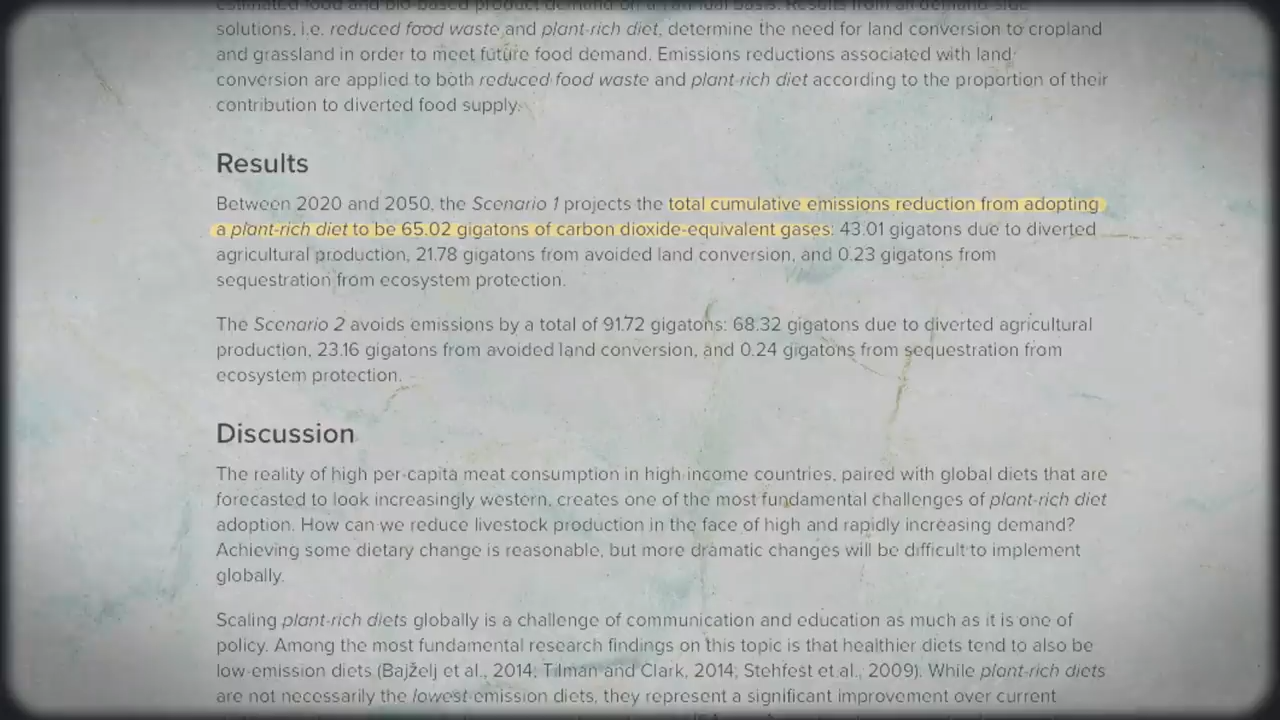 estimated food and bio-based product demand on a
solutions, i.e. reduced food waste and plant-rich diet, determine the need for land conversion to cropland
and grassland in order to meet future food demand. Emissions reductions associated with land
conversion are applied to both reduced food waste and plant-rich diet according to the proportion of their
contribution to diverted food supply.
Results
Between 2020 and 2050, the Scenario 1 projects the total cumulative emissions reduction from adopting
a plant-rich diet to be 65.02 gigatons of carbon dioxide-equivalent gases: 43.01 gigatons due to diverted
agricultural production, 21.78 gigatons from avoided land conversion, and 0.23 gigatons from
sequestration from ecosystem protection.
The Scenario 2 avoids emissions by a total of 91.72 gigatons: 68.32 gigatons due to diverted agricultural
production, 23.16 gigatons from avoided land conversion, and 0.24 gigatons from sequestration from
ecosystem protection.
Discussion
The reality of high per-capita meat consumption in high income countries, paired with global diets that are
forecasted to look increasingly western, creates one of the most fundamental challenges of plant-rich diet
adoption. How can we reduce livestock production in the face of high and rapidly increasing demand?
Achieving some dietary change is reasonable, but more dramatic changes will be difficult to implement
globally.
Scaling plant-rich diets globally is a challenge of communication and education as much as it is one of
policy. Among the most fundamental research findings on this topic is that healthier diets tend to also be
low-emission diets (Bajželj et al., 2014; Tilman and Clark, 2014; Stehfest et al., 2009). While plant-rich diets
are not necessarily the lowest-emission diets, they represent a significant improvement over current